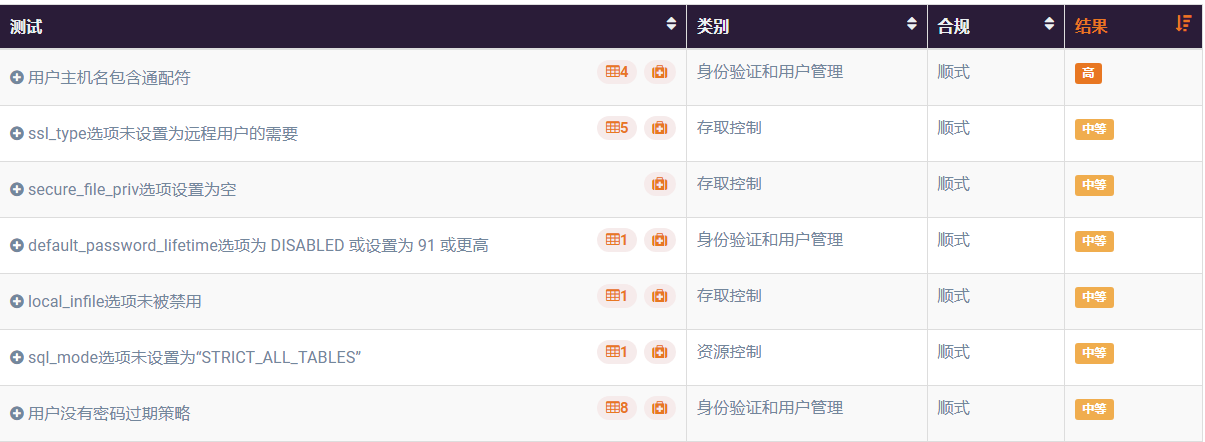 测试 类别 合规 结果
用户主机名包含通配符 4 身份验证和用户管理 顺式 高
ssl_type选项未设置为远程用户的需要 5 存取控制 顺式 中等
secure_file_priv选项设置为空 存取控制 顺式 中等
default_password_lifetime选项为 DISABLED 或设置为 91 或更高 1 身份验证和用户管理 顺式 中等
local_infile选项未被禁用 1 存取控制 顺式 中等
sql_mode选项未设置为“STRICT_ALL_TABLES” 1 资源控制 顺式 中等
用户没有密码过期策略 8 身份验证和用户管理 顺式 中等